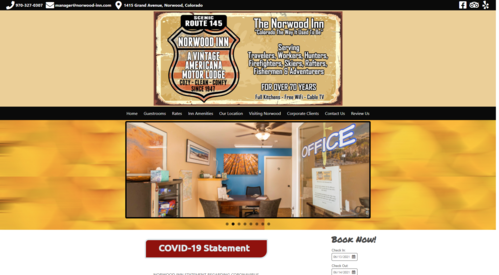 970-327-0507 manager@norwood-inn.com 1415 Grand Avenue, Norwood, Colorado
SCENIC
ROUTE 145
NORWOOD INN
A VINTAGE
AMERICANA
MOTOR LODGE
COZY - CLEAN - COMFY
SINCE 1947
The Norwood Inn
"Colorado The Way It Used To Be"
Serving
Travelers, Workers, Hunters,
Firefighters, Skiers, Rafters,
Fishermen & Adventurers
FOR OVER 70 YEARS
Full Kitchens - Free WiFi - Cable TV
Home Guestrooms Rates Inn Amenities Our Location Visiting Norwood Corporate Clients Contact Us Review Us
OFFICE
COVID-19 Statement
Book Now!
Check In:
Check Out: